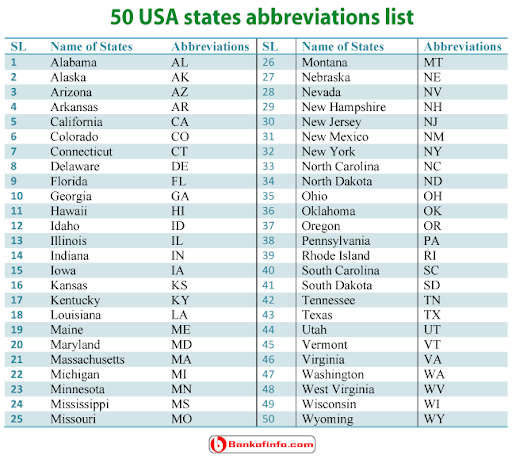 50 USA states abbreviations list
SL Name of States Abbreviations SL Name of States Abbreviations
1 Alabama AL 26 Montana MT
2 Alaska AK 27 Nebraska NE
3 Arizona AZ 28 Nevada NV
4 Arkansas AR 29 New Hampshire NH
5 California CA 30 New Jersey NJ
6 Colorado CO 31 New Mexico NM
7 Connecticut CT 32 New York NY
8 Delaware DE 33 North Carolina NC
9 Florida FL 34 North Dakota ND
10 Georgia GA 35 Ohio OH
11 Hawaii HI 36 Oklahoma OK
12 Idaho ID 37 Oregon OR
13 Illinois IL 38 Pennsylvania PA
14 Indiana IN 39 Rhode Island RI
15 Iowa IA 40 South Carolina SC
16 Kansas KS 41 South Dakota SD
17 Kentucky KY 42 Tennessee TN
18 Louisiana LA 43 Texas TX
19 Maine ME 44 Utah UT
20 Maryland MD 45 Vermont VT
21 Massachusetts MA 46 Virginia VA
22 Michigan MI 47 Washington WA
23 Minnesota MN 48 West Virginia WV
24 Mississippi MS 49 Wisconsin WI
25 Missouri MO 50 Wyoming WY
b Bankofinfo.com